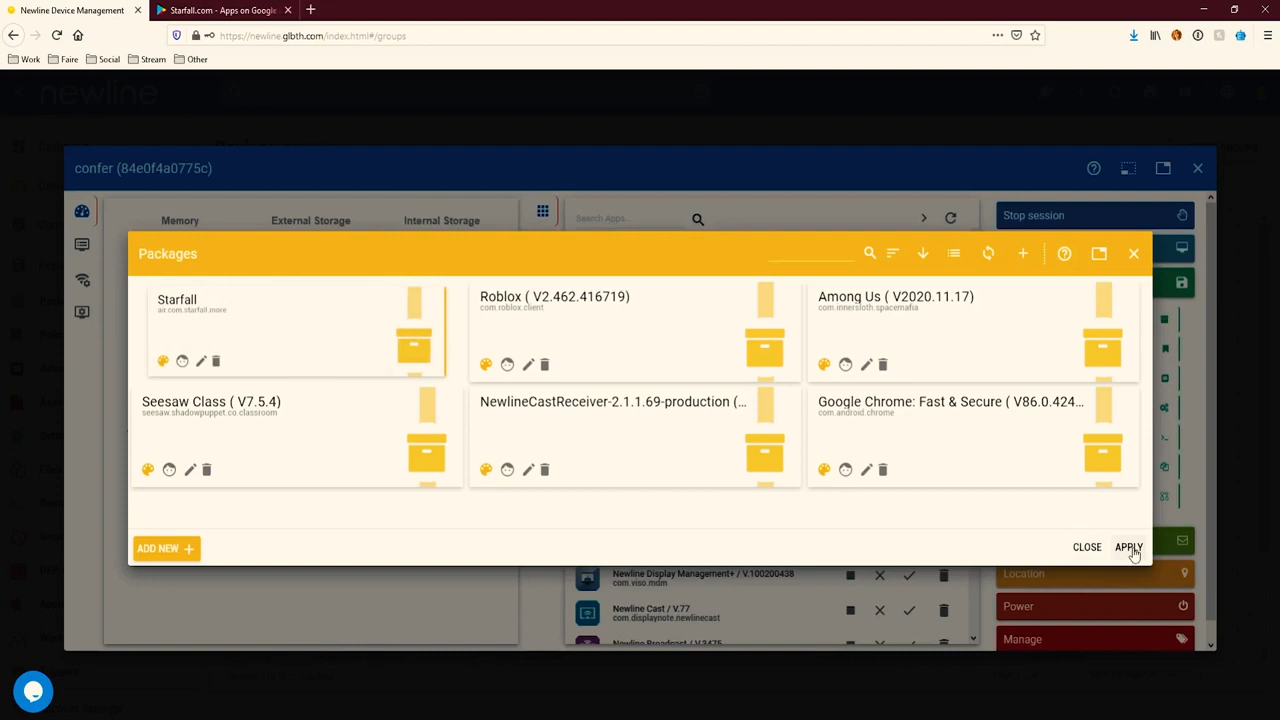 Newline Device Management
Starfall.com - Apps on Google
https://newline.glbth.com/index.html#/groups
Work
Faire
Social
Stream
Other
newline
confer (84e0f4a0775c)
Memory
External Storage
Internal Storage
Search Apps...
Stop session
Packages
Starfall
air.com.starfall.more
Roblox ( V2.462.416719)
com.roblox.client
Among Us ( V2020.11.17)
com.innersloth.spacemafia
Seesaw Class ( V7.5.4)
seesaw.shadowpuppet.co.classroom
NewlineCastReceiver-2.1.1.69-production (...
Google Chrome: Fast & Secure ( V86.0.424...
com.android.chrome
ADD NEW +
CLOSE
APPLY
Newline Display Management+ / V.100200438
com.viso.mdm
Newline Cast / V.77
com.displaynote.newlinecast
Newline Broadcast / V.3475
Location
Power
Manage